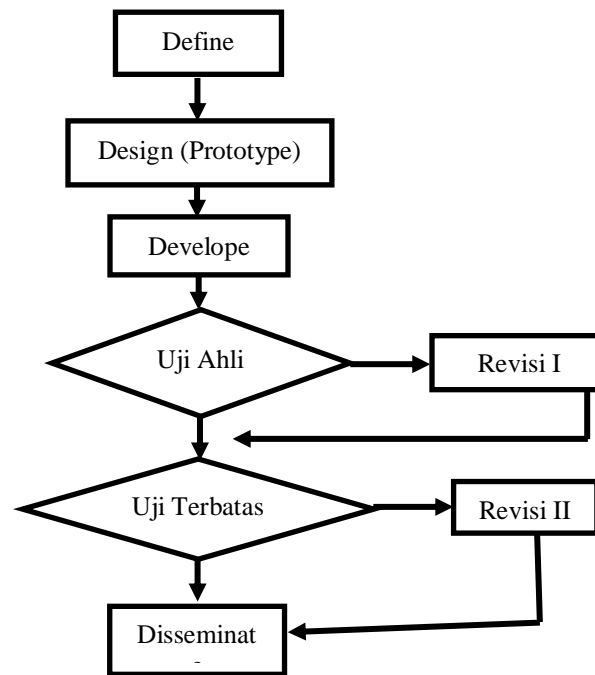 Define
Design (Prototype)
Develope
Uji Ahli
Revisi I
Uji Terbatas
Revisi II
Disseminat